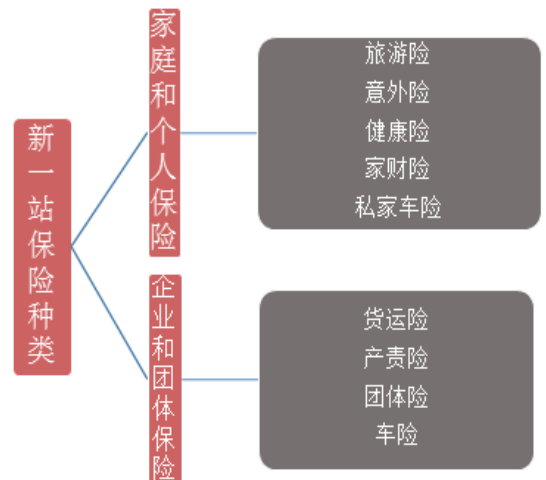 新一站保险种类
家庭和个人保险
旅游险
意外险
健康险
家财险
私家车险
企业和团体保险
货运险
产责险
团体险
车险